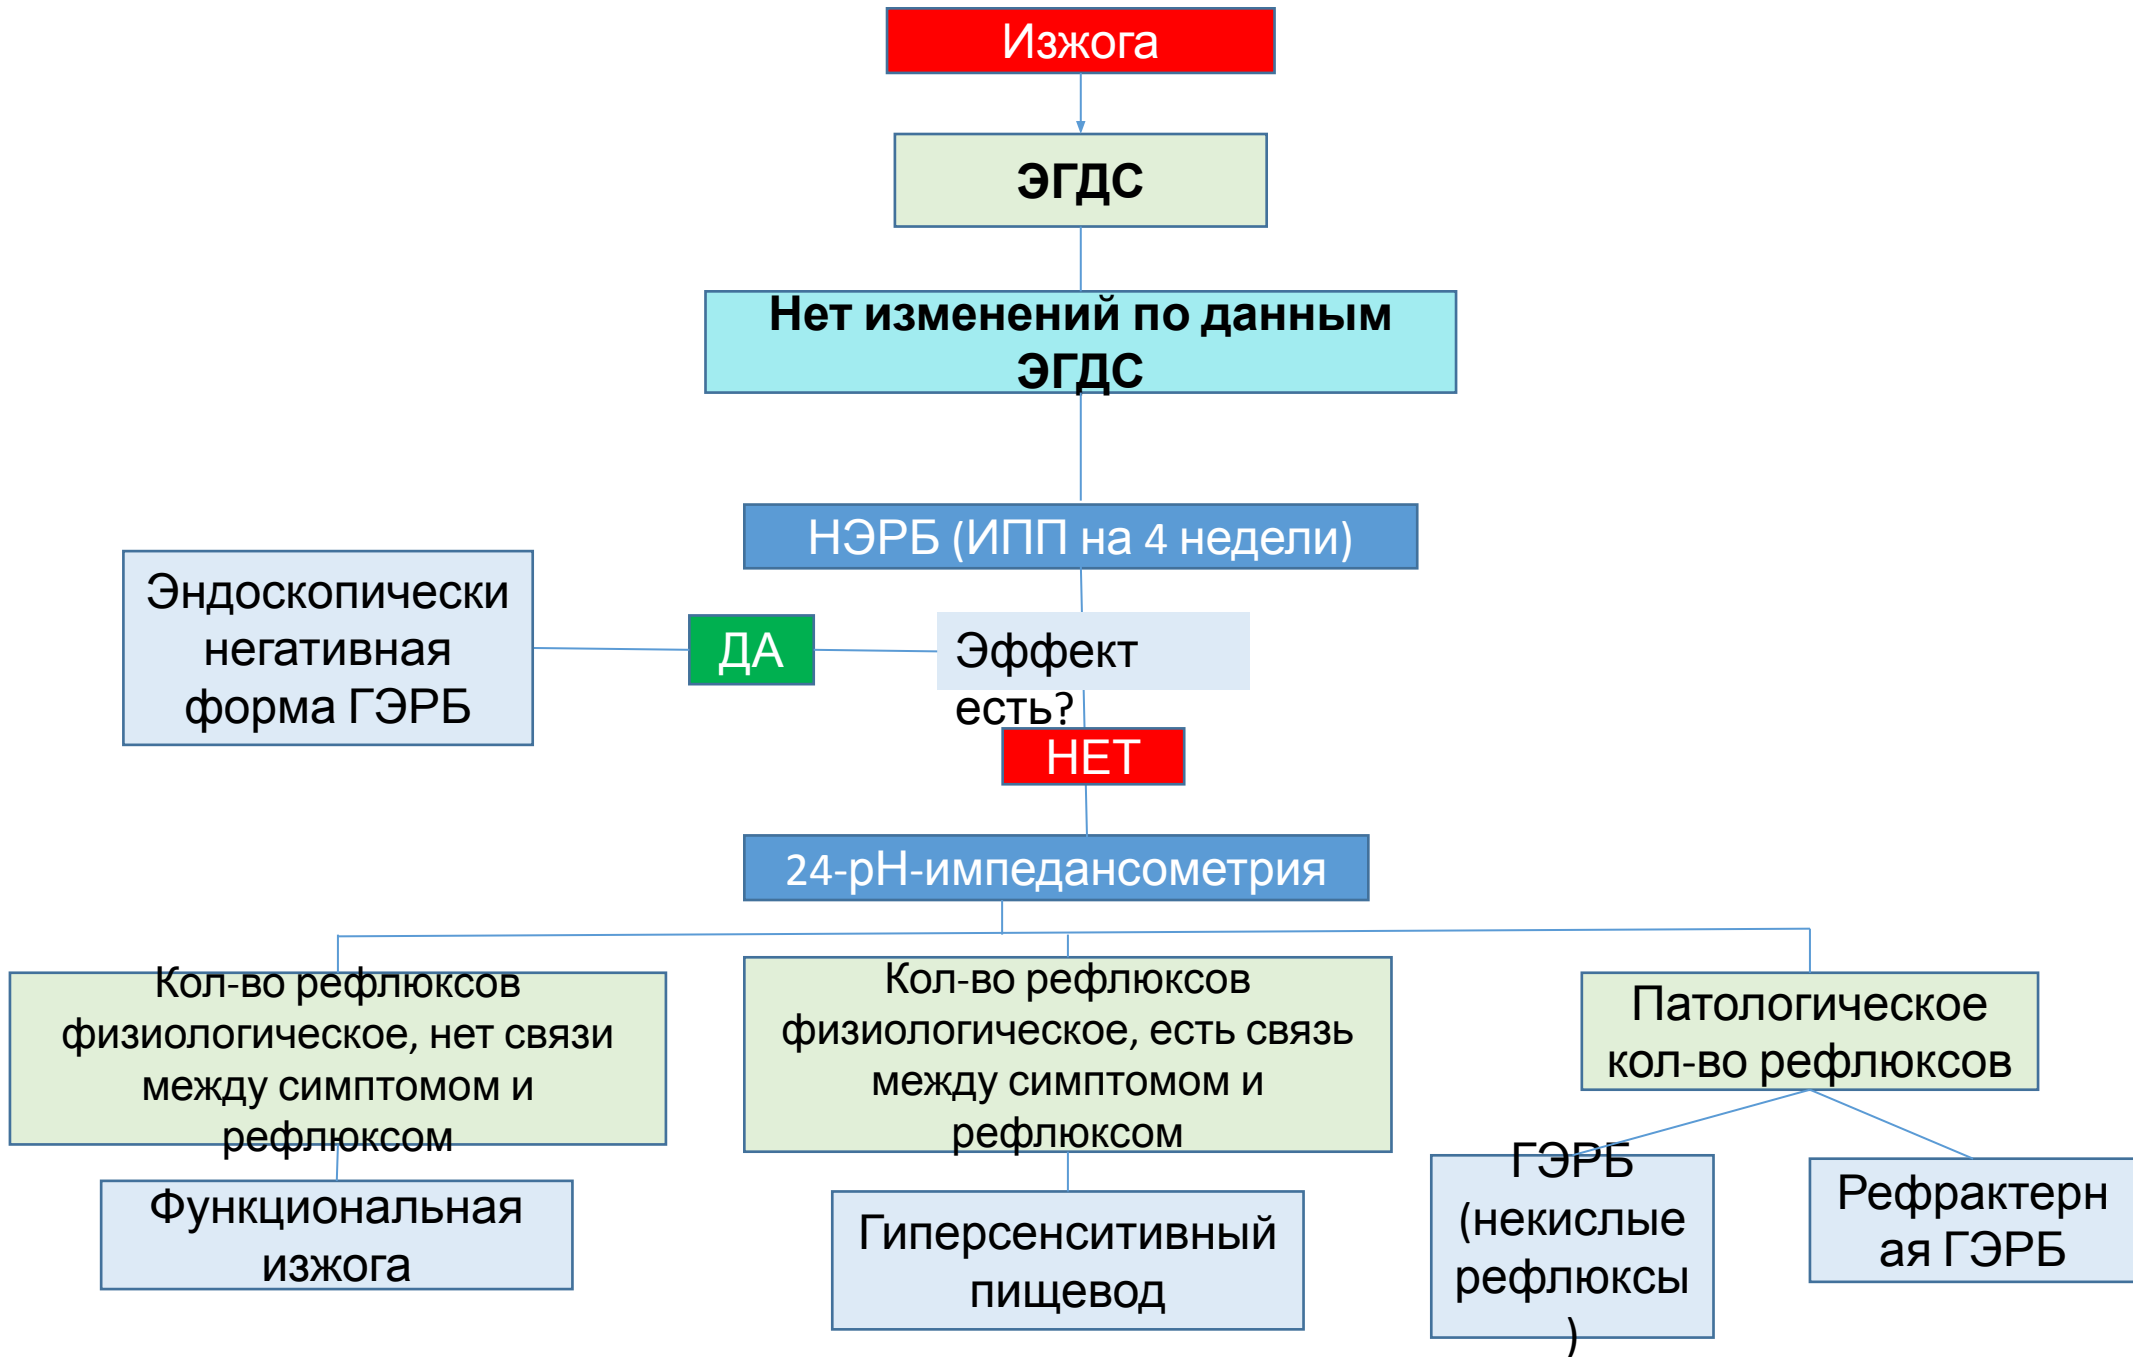 Изжога
ЭГДС
Нет изменений по данным
ЭГДС
НЭРБ (ИПП на 4 недели)
Эндоскопически
негативная
форма ГЭРБ
ДА
Эффект
есть?
НЕТ
24-рН-импедансометрия
Кол-во рефлюксов
физиологическое, нет связи
между симптомом и
рефлюксом
Кол-во рефлюксов
физиологическое, есть связь
между симптомом и
рефлюксом
Патологическое
кол-во рефлюксов
Функциональная
изжога
Гиперсенситивный
пищевод
ГЭРБ
(некислые
рефлюксы
)
Рефрактерн
ая ГЭРБ